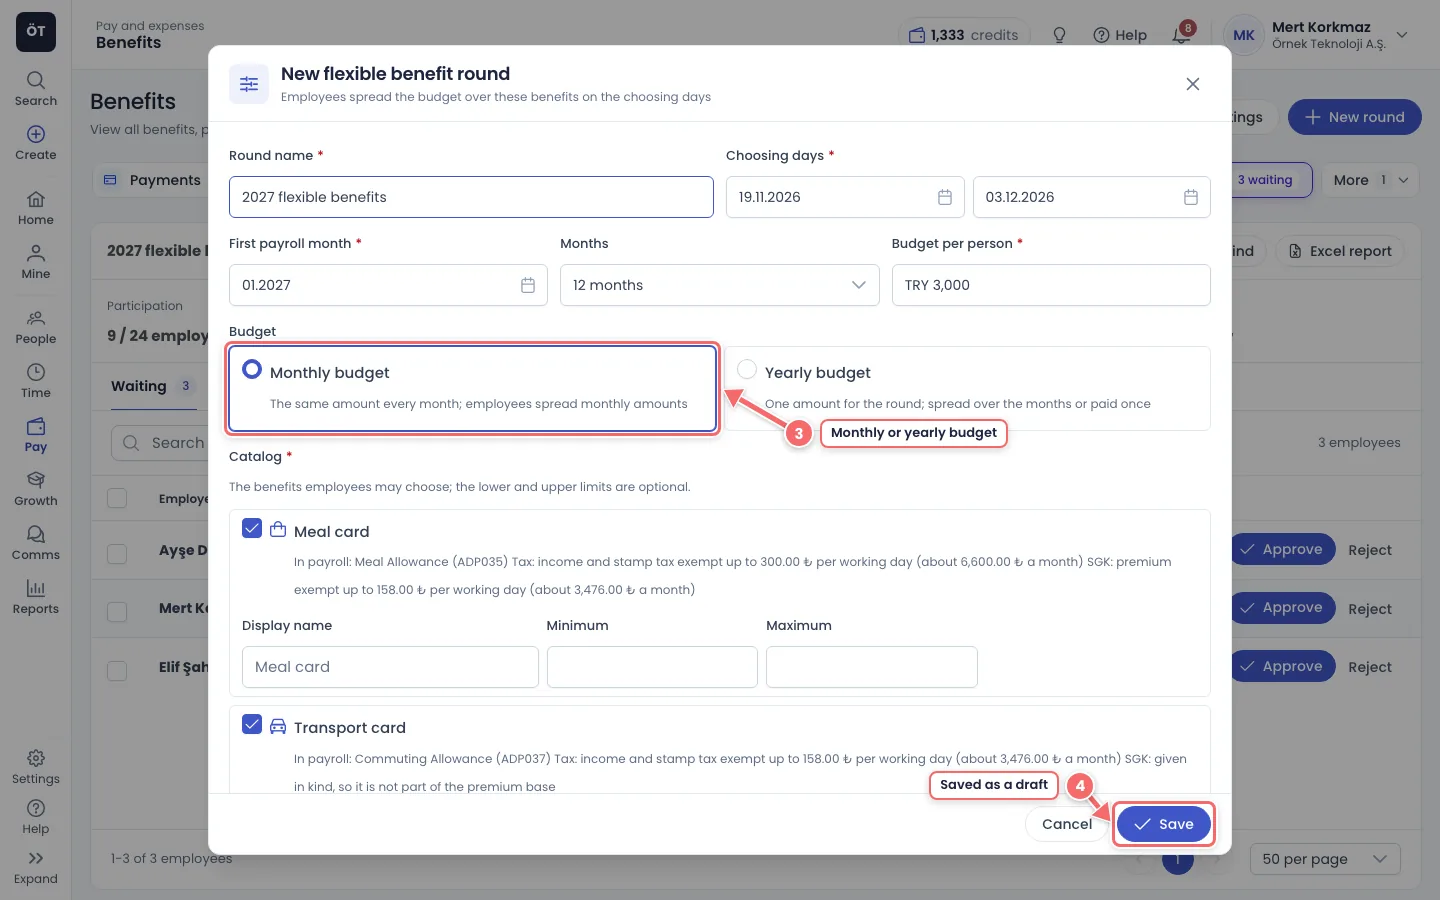 ÖT
Pay and expenses
Benefits
1,333 credits
Help
8
MK
Mert Korkmaz
Örnek Teknoloji A.Ş.
Search
Create
Home
Mine
People
Time
Pay
Growth
Comms
Reports
Settings
Help
Expand
Benefits
View all benefits, p
ings
New round
Payments
3 waiting
More 1
2027 flexible
ind
Excel report
Participation
9 / 24 employ
Waiting 3
Search
3 employees
Employe
Ayşe D
Approve Reject
Mert Ko
Approve Reject
Elif Şah
Approve Reject
1-3 of 3 employees
1
50 per page
New flexible benefit round
Employees spread the budget over these benefits on the choosing days
Round name *
Choosing days *
2027 flexible benefits
19.11.2026
03.12.2026
First payroll month *
Months
Budget per person *
01.2027
12 months
TRY 3,000
Budget
Monthly budget
The same amount every month; employees spread monthly amounts
Yearly budget
One amount for the round; spread over the months or paid once
3
Monthly or yearly budget
Catalog *
The benefits employees may choose; the lower and upper limits are optional.
Meal card
In payroll: Meal Allowance (ADP035) Tax: income and stamp tax exempt up to 300.00 ₺ per working day (about 6,600.00 ₺ a month) SGK: premium
exempt up to 158.00 ₺ per working day (about 3,476.00 ₺ a month)
Display name
Minimum
Maximum
Meal card
Transport card
In payroll: Commuting Allowance (ADP037) Tax: income and stamp tax exempt up to 158.00 ₺ per working day (about 3,476.00 ₺ a month) SGK: given
in kind, so it is not part of the premium base
Saved as a draft
4
Cancel
Save